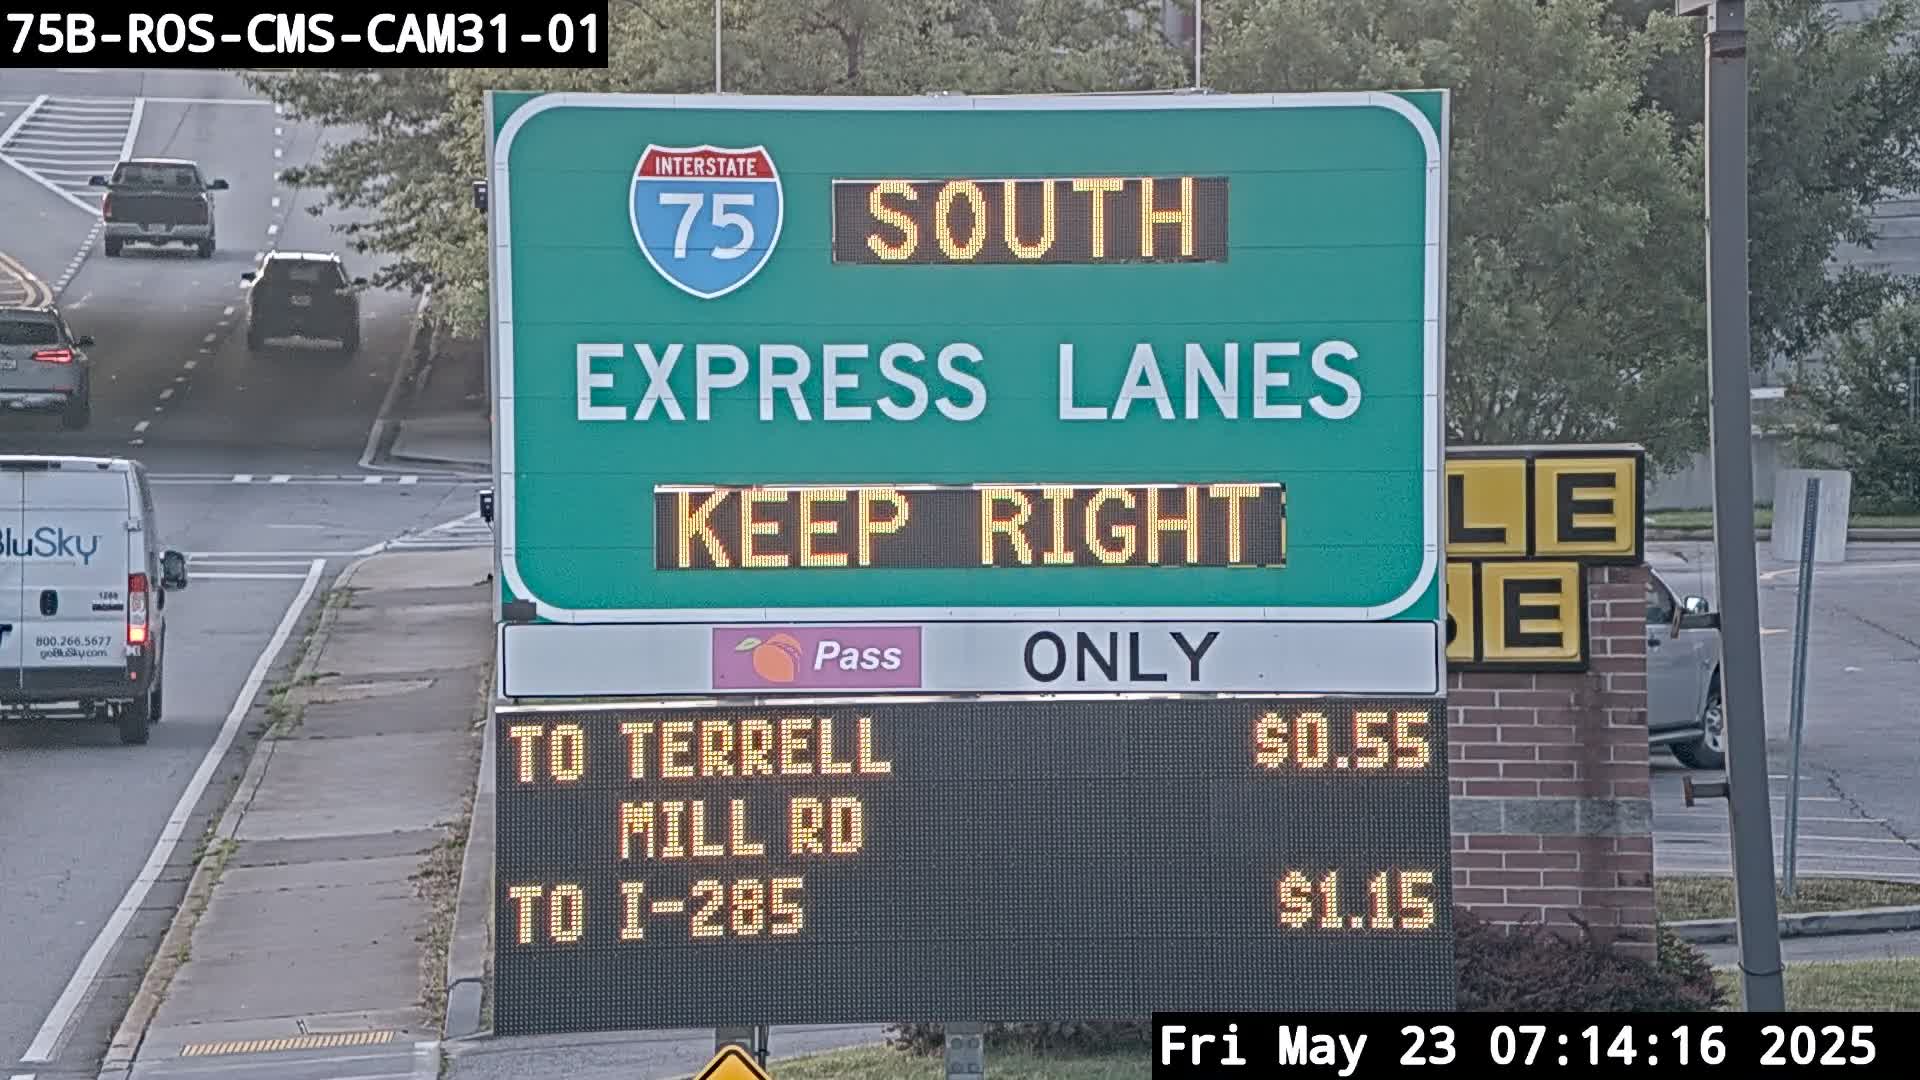 75B-ROS-CMS-CAM31-01
INTERSTATE
75
SOUTH
EXPRESS LANES
KEEP RIGHT
Pass ONLY
TO TERRELL $0.55
MILL RD
TO I-285 $1.15
BluSky
800.266.5677
goBluSky.com
LE
E
Fri May 23 07:14:16 2025